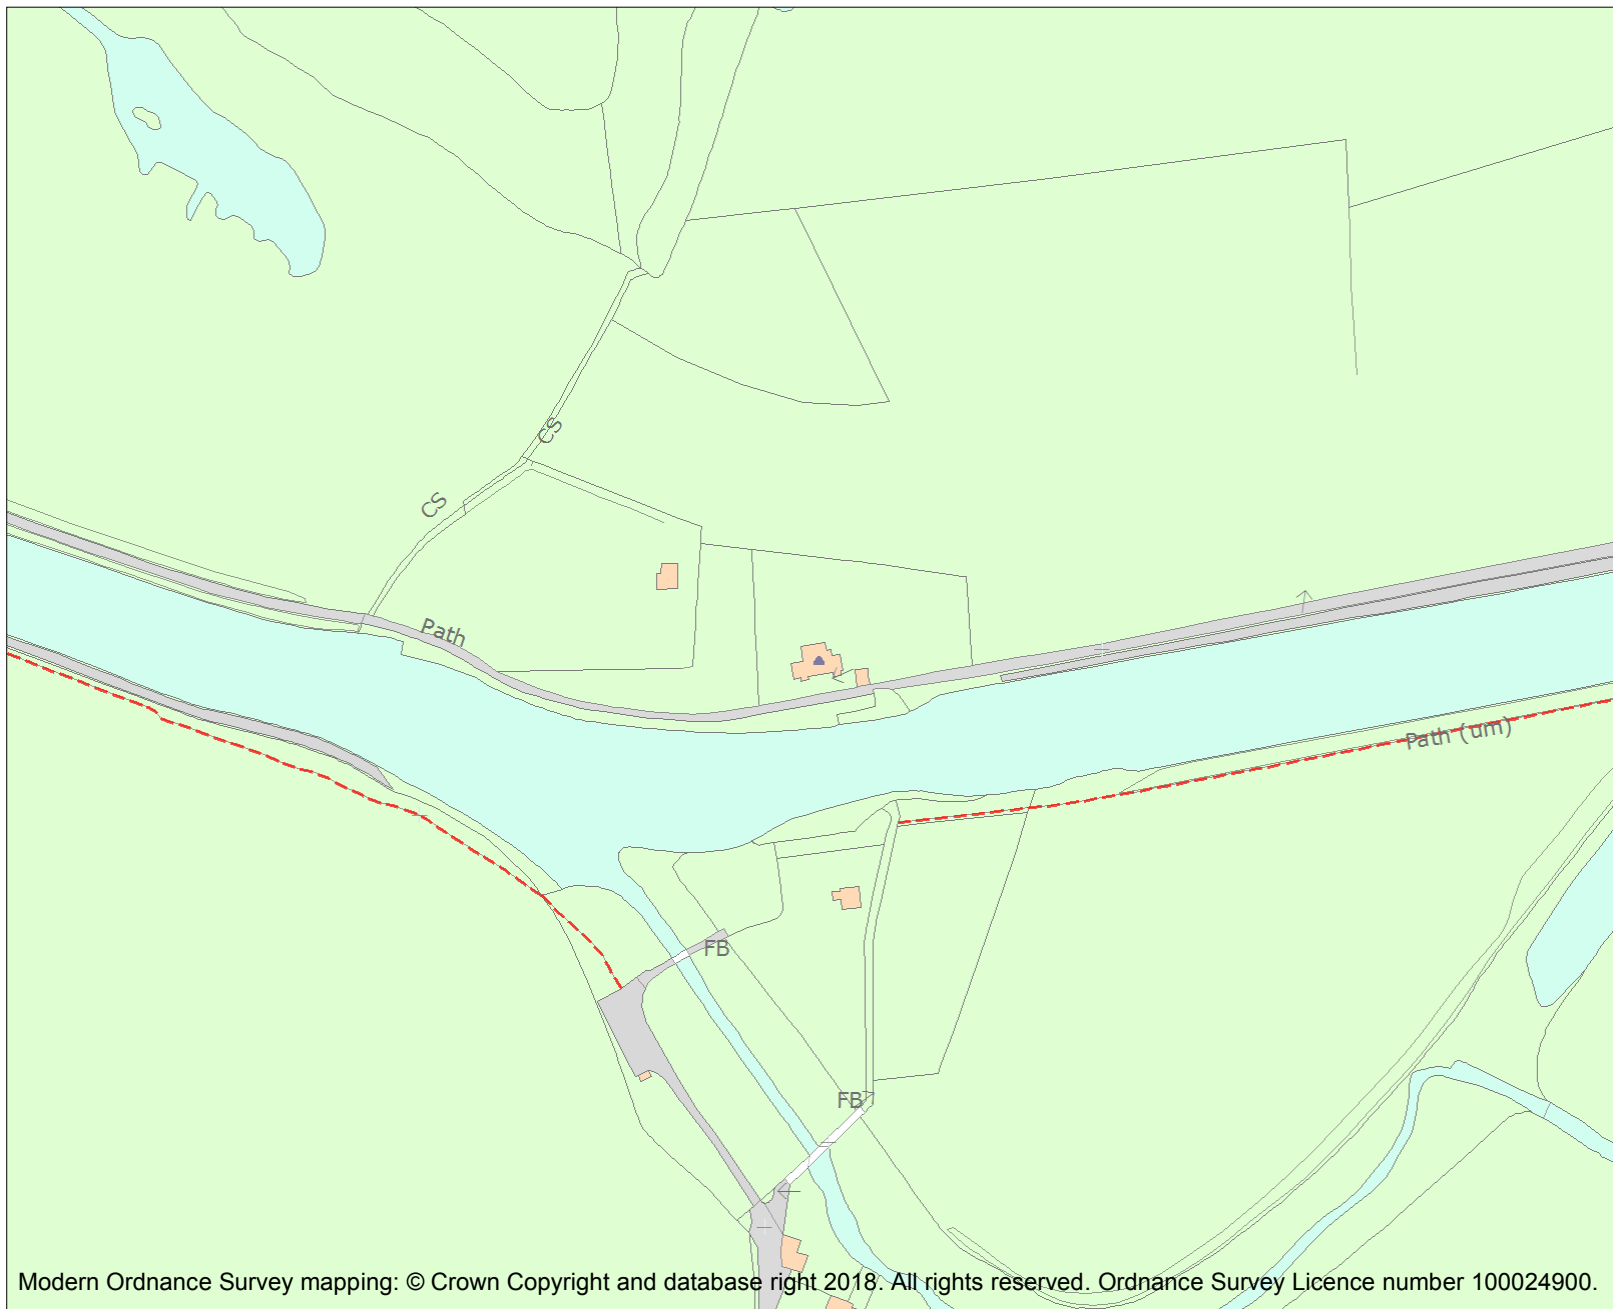 CS
CS
Path
Path (um)
FB
FB
Modern Ordnance Survey mapping: © Crown Copyright and database right 2018. All rights reserved. Ordnance Survey Licence number 100024900.